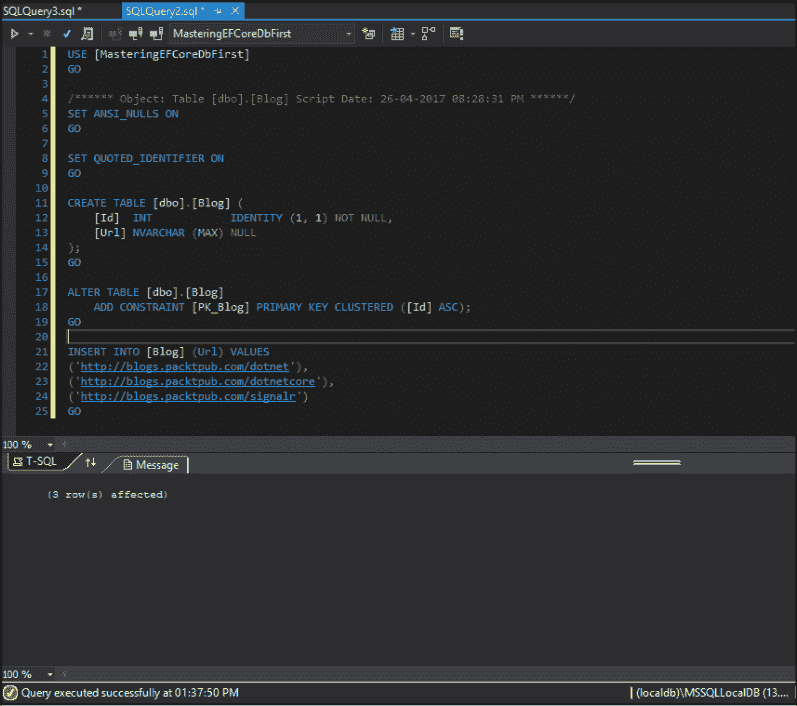 SQLQuery3.sql *
SQLQuery2.sql *
MasteringEFCoreDbFirst
1 USE [MasteringEFCoreDbFirst]
2 GO
3
4 /****** Object: Table [dbo].[Blog] Script Date: 26-04-2017 08:28:31 PM ******/
5 SET ANSI_NULLS ON
6 GO
7
8 SET QUOTED_IDENTIFIER ON
9 GO
10
11 CREATE TABLE [dbo].[Blog] (
12     [Id]  INT            IDENTITY (1, 1) NOT NULL,
13     [Url] NVARCHAR (MAX) NULL
14 );
15 GO
16
17 ALTER TABLE [dbo].[Blog]
18     ADD CONSTRAINT [PK_Blog] PRIMARY KEY CLUSTERED ([Id] ASC);
19 GO
20
21 INSERT INTO [Blog] (Url) VALUES
22 ('http://blogs.packtpub.com/dotnet'),
23 ('http://blogs.packtpub.com/dotnetcore'),
24 ('http://blogs.packtpub.com/signalr')
25 GO
100 %
T-SQL Message
(3 row(s) affected)
100 %
Query executed successfully at 01:37:50 PM (localdb)\MSSQLLocalDB (13....